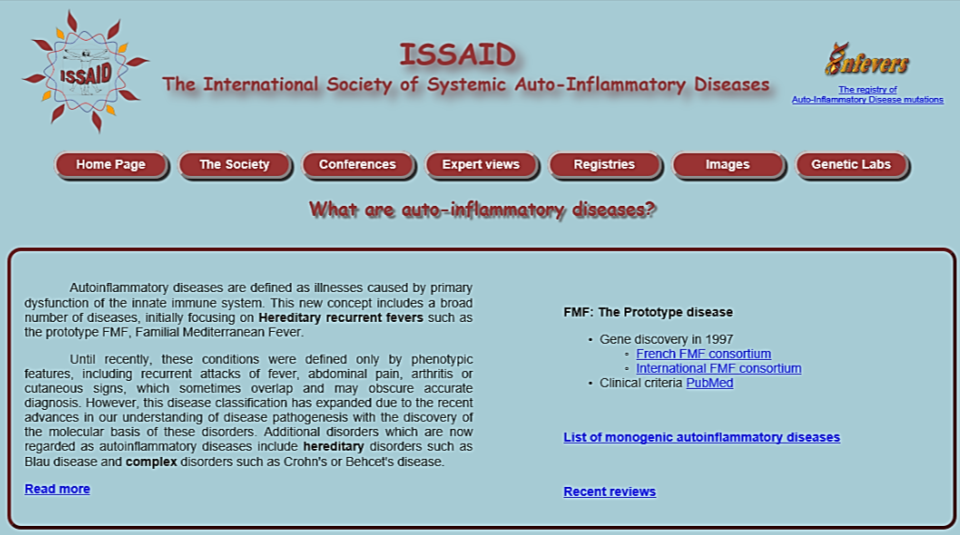 ISSAID
ISSAID
The International Society of Systemic Auto-Inflammatory Diseases
nfevers
The registry of
Auto-Inflammatory Disease mutations
Home Page
The Society
Conferences
Expert views
Registries
Images
Genetic Labs
What are auto-inflammatory diseases?
Autoinflammatory diseases are defined as illnesses caused by primary
dysfunction of the innate immune system. This new concept includes a broad
number of diseases, initially focusing on Hereditary recurrent fevers such as
the prototype FMF, Familial Mediterranean Fever.
Until recently, these conditions were defined only by phenotypic
features, including recurrent attacks of fever, abdominal pain, arthritis or
cutaneous signs, which sometimes overlap and may obscure accurate
diagnosis. However, this disease classification has expanded due to the recent
advances in our understanding of disease pathogenesis with the discovery of
the molecular basis of these disorders. Additional disorders which are now
regarded as autoinflammatory diseases include hereditary disorders such as
Blau disease and complex disorders such as Crohn's or Behcet's disease.
Read more
FMF: The Prototype disease
• Gene discovery in 1997
◦ French FMF consortium
◦ International FMF consortium
• Clinical criteria PubMed
List of monogenic autoinflammatory diseases
Recent reviews